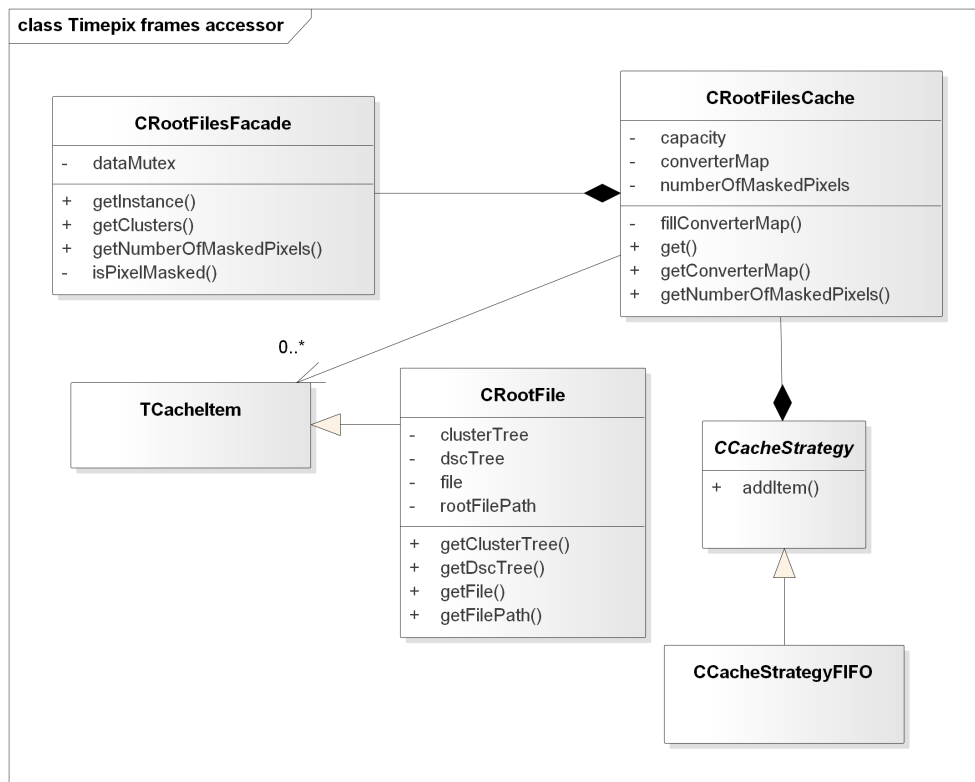 class Timepix frames accessor
CRootFilesFacade
- dataMutex
+ getInstance()
+ getClusters()
+ getNumberOfMaskedPixels()
- isPixelMasked()
CRootFilesCache
- capacity
- converterMap
- numberOfMaskedPixels
- fillConverterMap()
+ get()
+ getConverterMap()
+ getNumberOfMaskedPixels()
0..*
TCacheItem
CRootFile
- clusterTree
- dscTree
- file
- rootFilePath
+ getClusterTree()
+ getDscTree()
+ getFile()
+ getFilePath()
CCacheStrategy
+ addItem()
CCacheStrategyFIFO